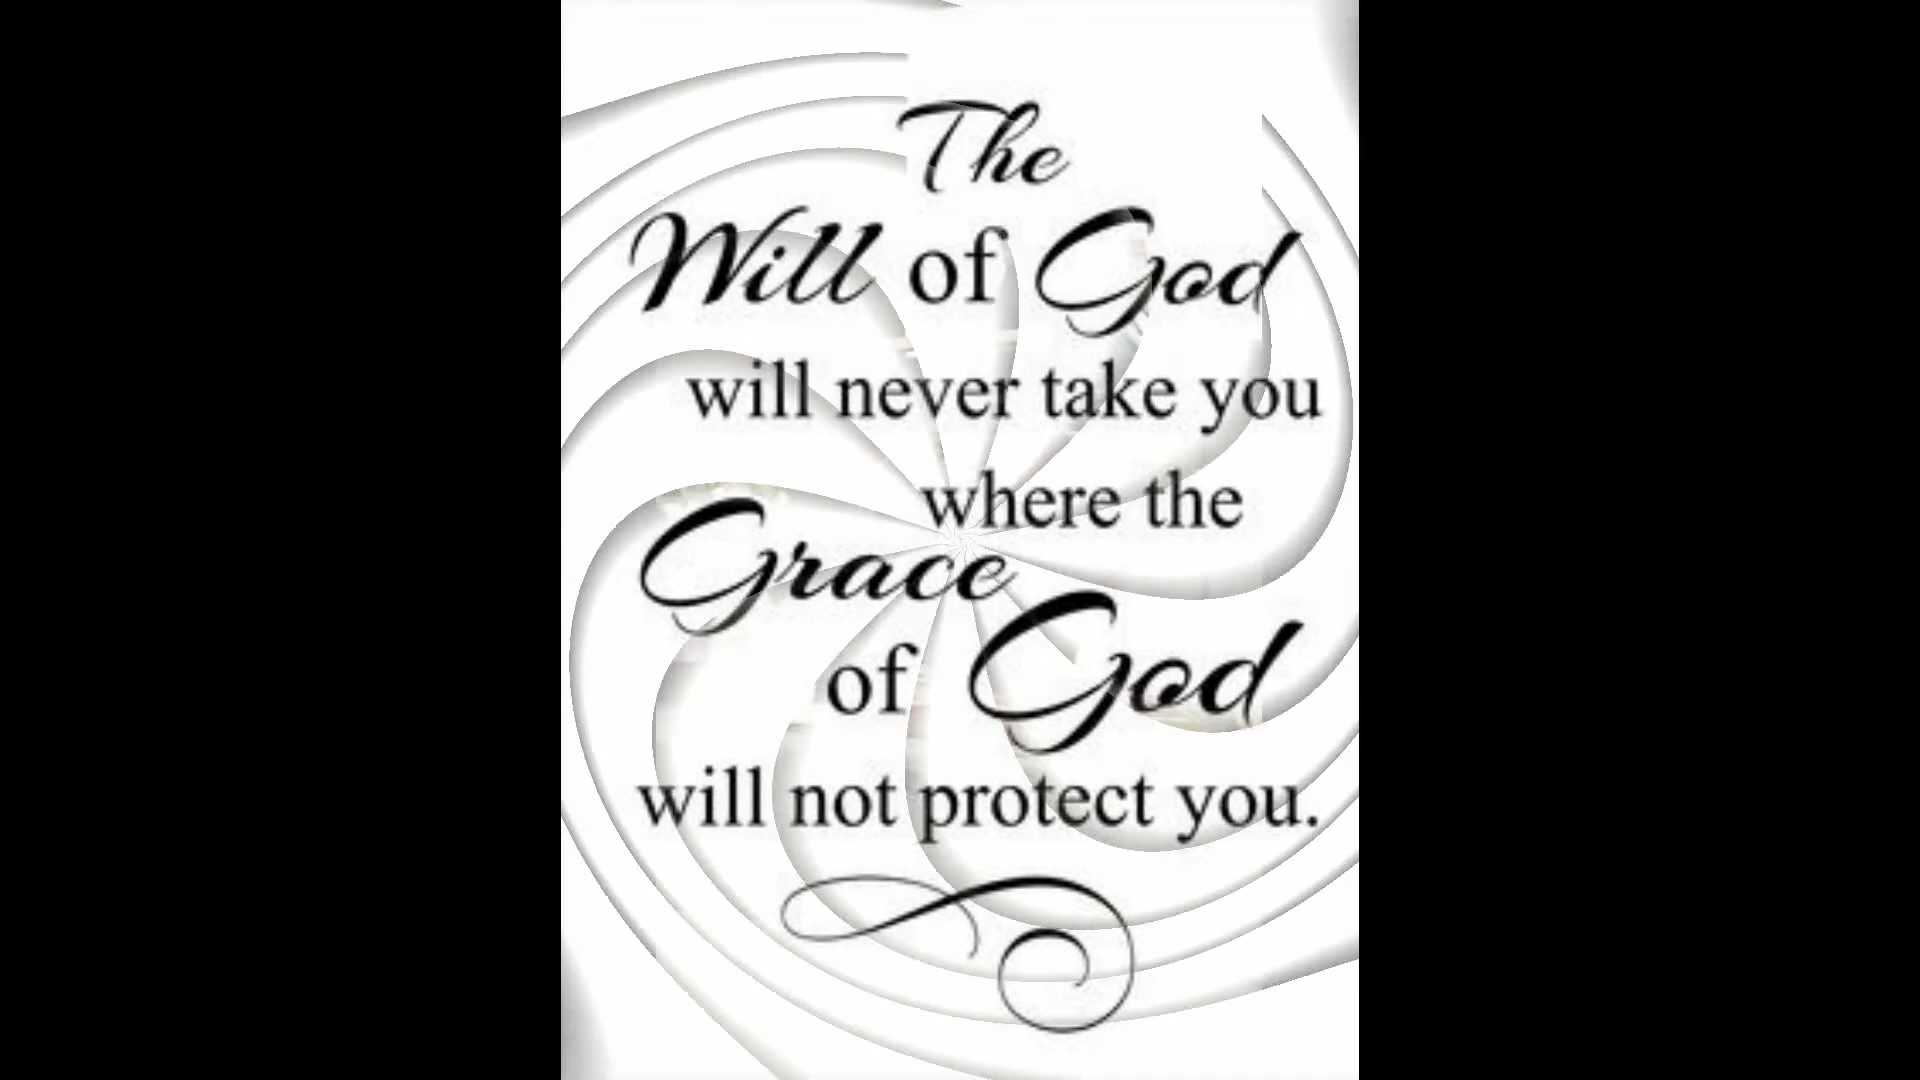 The
Will of God
will never take you
where the
Grace
of God
will not protect you.